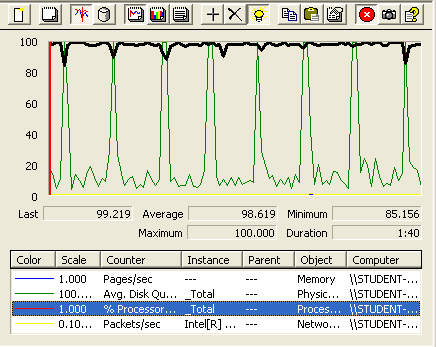 100
80
60
40
20
0
Last 99.219 Average 98.619 Minimum 85.156
Maximum 100.000 Duration 1:40
Color Scale Counter Instance Parent Object Computer
1.000 Pages/sec --- --- Memory \\STUDENT-...
100.... Avg. Disk Qu... _Total --- Physic... \\STUDENT-...
1.000 % Processor... _Total --- Proces... \\STUDENT-...
0.10... Packets/sec Intel[R] ... --- Netwo... \\STUDENT-...